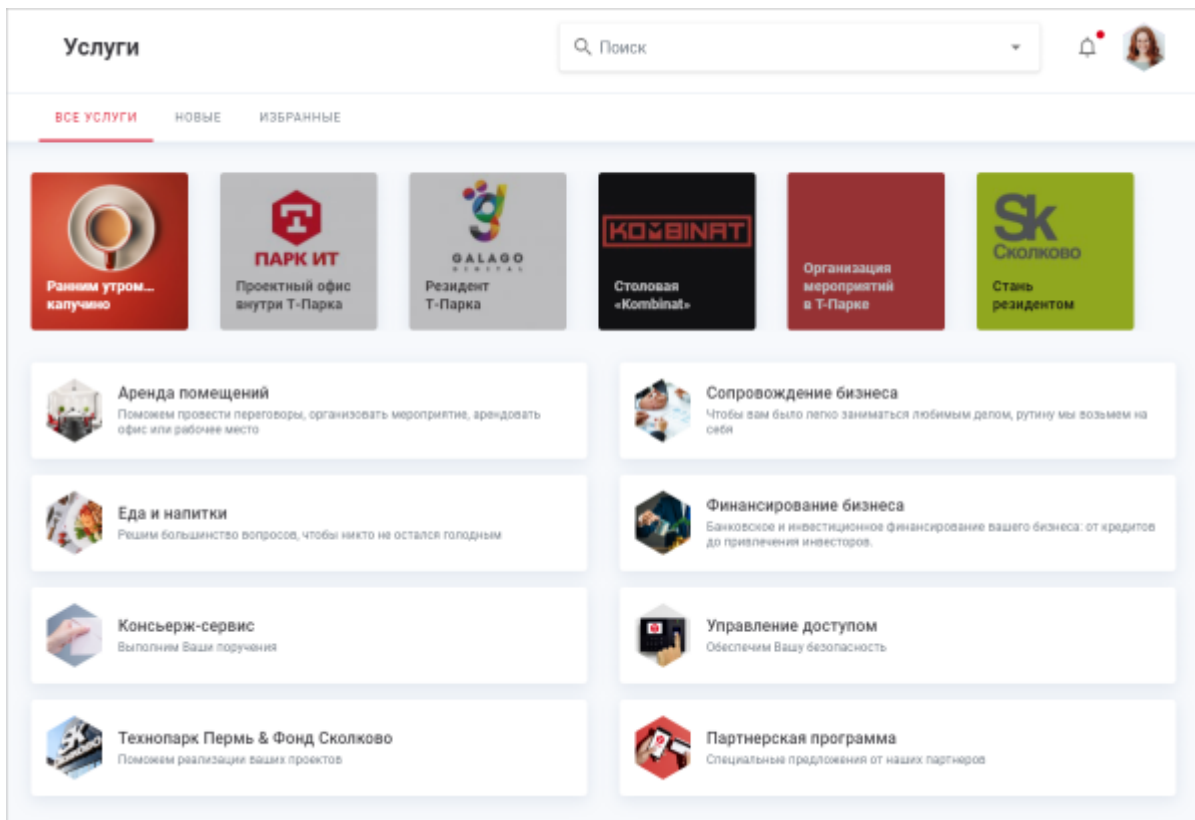 Услуги
Поиск
ВСЕ УСЛУГИ
НОВЫЕ
ИЗБРАННЫЕ
Ранним утром...
капучино
ПАРК ИТ
Проектный офис
внутри Т-Парка
GALAGO
DIGITAL
Резидент
Т-Парка
KOMBINAT
Столовая
«Kombinat»
Организация
мероприятий
в Т-Парке
Sk
Сколково
Стань
резидентом
Аренда помещений
Поможем провести переговоры, организовать мероприятие, арендовать
офис или рабочее место
Сопровождение бизнеса
Чтобы вам было легко заниматься любимым делом, рутину мы возьмем на
себя
Еда и напитки
Решим большинство вопросов, чтобы никто не остался голодным
Финансирование бизнеса
Банковское и инвестиционное финансирование вашего бизнеса: от кредитов
до привлечения инвесторов.
Консьерж-сервис
Выполним Ваши поручения
Управление доступом
Обеспечим Вашу безопасность
Технопарк Пермь & Фонд Сколково
Поможем реализации ваших проектов
Партнерская программа
Специальные предложения от наших партнеров